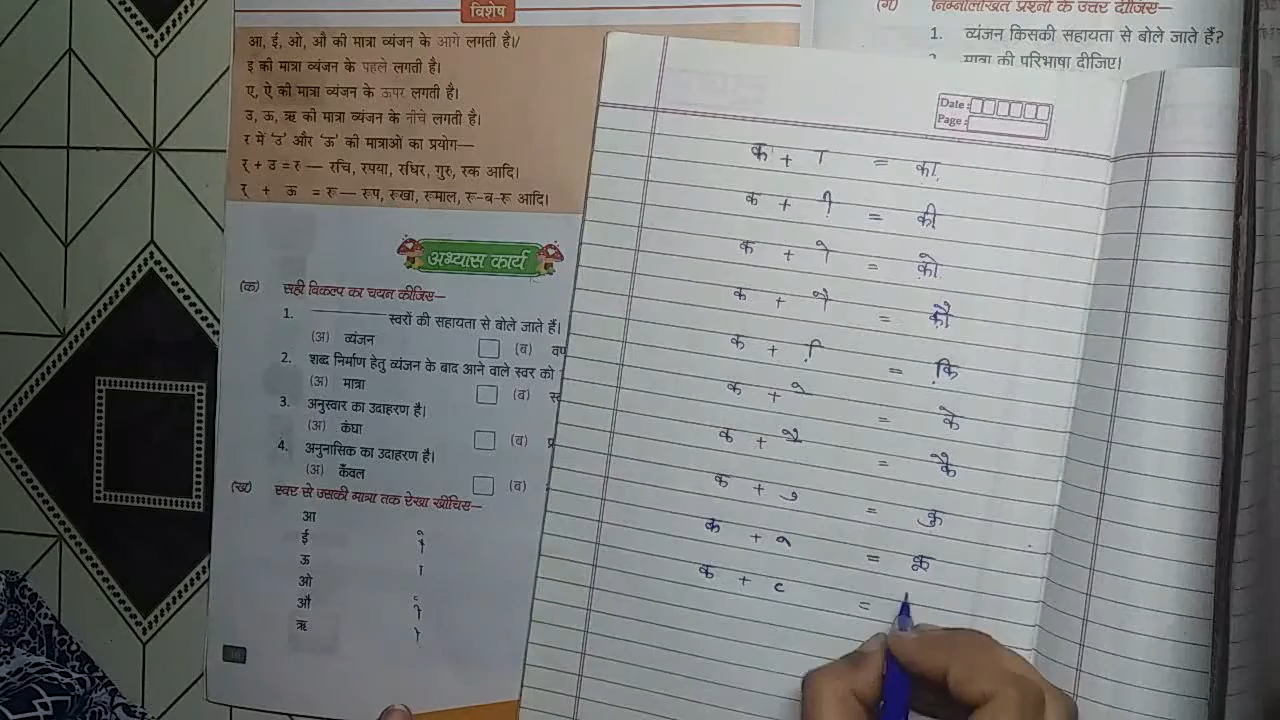 विशेष
आ, ई, ओ, औ की मात्रा व्यंजन के आगे लगती है।
इ की मात्रा व्यंजन के पहले लगती है।
ए, ऐ की मात्रा व्यंजन के ऊपर लगती है।
उ, ऊ, ऋ की मात्रा व्यंजन के नीचे लगती है।
र में 'उ' और 'ऊ' की मात्राओं का प्रयोग—
र् + उ = रु — रुचि, रुपया, रुधिर, गुरु, रुक आदि।
र् + ऊ = रू — रूप, रूखा, रूमाल, रू-ब-रू आदि।
अभ्यास कार्य
(क) सही विकल्प का चयन कीजिए—
1. ________ स्वरों की सहायता से बोले जाते हैं।
(अ) व्यंजन (ब)
2. शब्द निर्माण हेतु व्यंजन के बाद आने वाले स्वर को
(अ) मात्रा (ब)
3. अनुस्वार का उदाहरण है।
(अ) कंघा (ब)
4. अनुनासिक का उदाहरण है।
(अ) कँवल (ब)
(ख) स्वर से उसकी मात्रा तक रेखा खींचिए—
आ
ई
ऊ
ओ
औ
ऋ
(ग) निम्नलिखित प्रश्नों के उत्तर दीजिए—
1. व्यंजन किसकी सहायता से बोले जाते हैं?
मात्रा की परिभाषा दीजिए।
Date :
Page :
क + ा = का
क + ी = की
क + ो = को
क + ौ = कौ
क + ि = कि
क + े = के
क + ै = कै
क + ु = कु
क + ू = कू
क + ृ =